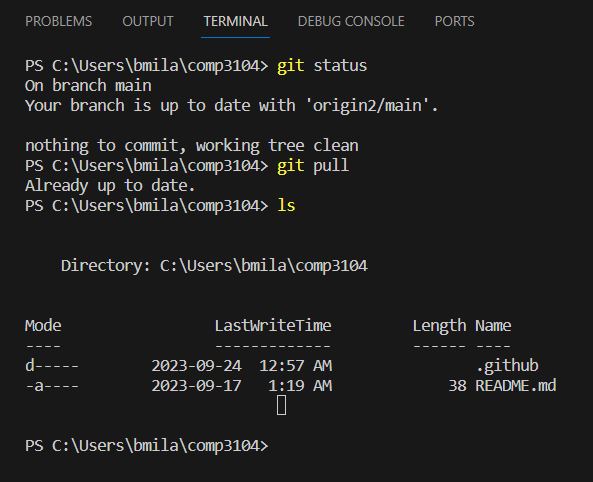 PROBLEMS OUTPUT TERMINAL DEBUG CONSOLE PORTS
PS C:\Users\bmila\comp3104> git status
On branch main
Your branch is up to date with 'origin2/main'.
nothing to commit, working tree clean
PS C:\Users\bmila\comp3104> git pull
Already up to date.
PS C:\Users\bmila\comp3104> ls
Directory: C:\Users\bmila\comp3104
Mode LastWriteTime Length Name
---- ------------- ------ ----
d----- 2023-09-24 12:57 AM .github
-a---- 2023-09-17 1:19 AM 38 README.md
PS C:\Users\bmila\comp3104>